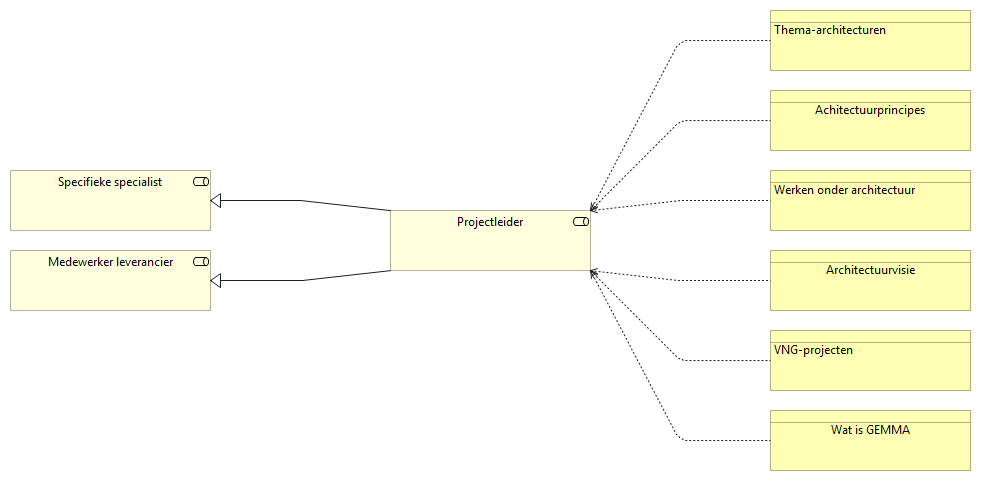 Thema-architecturen
Achitectuurprincipes
Specifieke specialist
Werken onder architectuur
Projectleider
Medewerker leverancier
Architectuurvisie
VNG-projecten
Wat is GEMMA